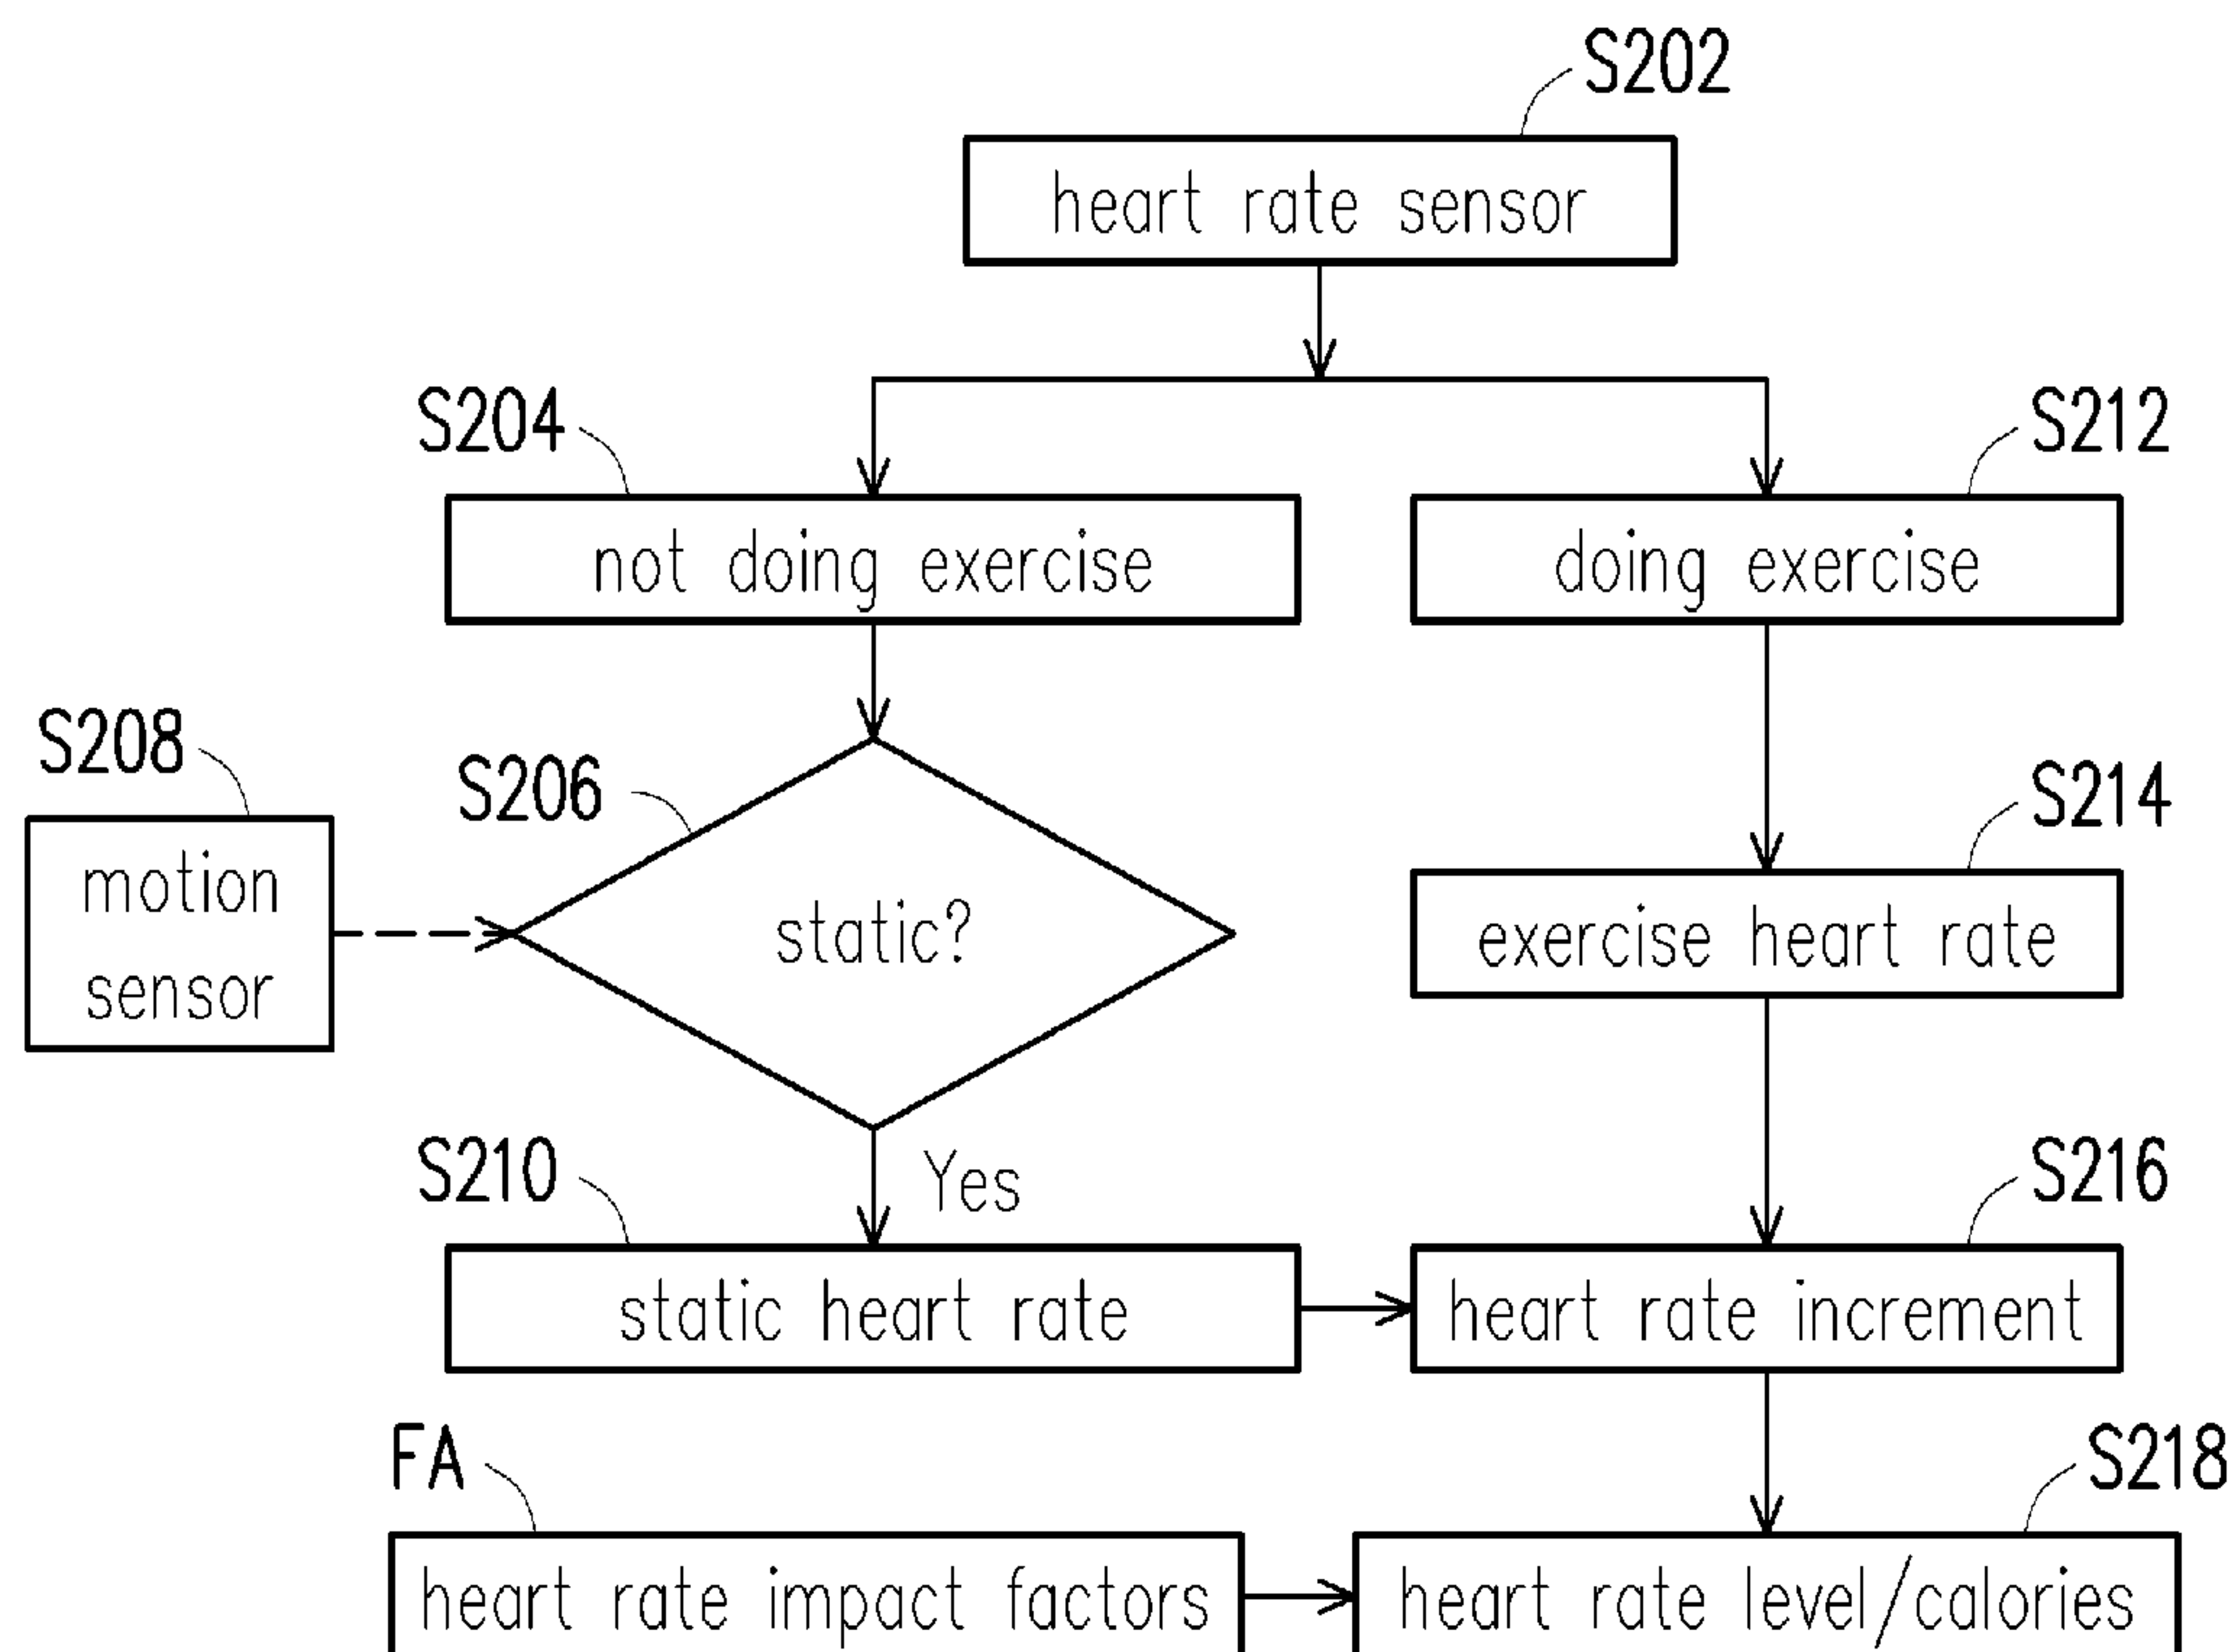 S202
heart rate sensor
S204
S212
not doing exercise
doing exercise
S208
S206
S214
motion
sensor
static?
exercise heart rate
S210
Yes
S216
static heart rate
heart rate increment
FA
S218
heart rate impact factors
heart rate level/calories